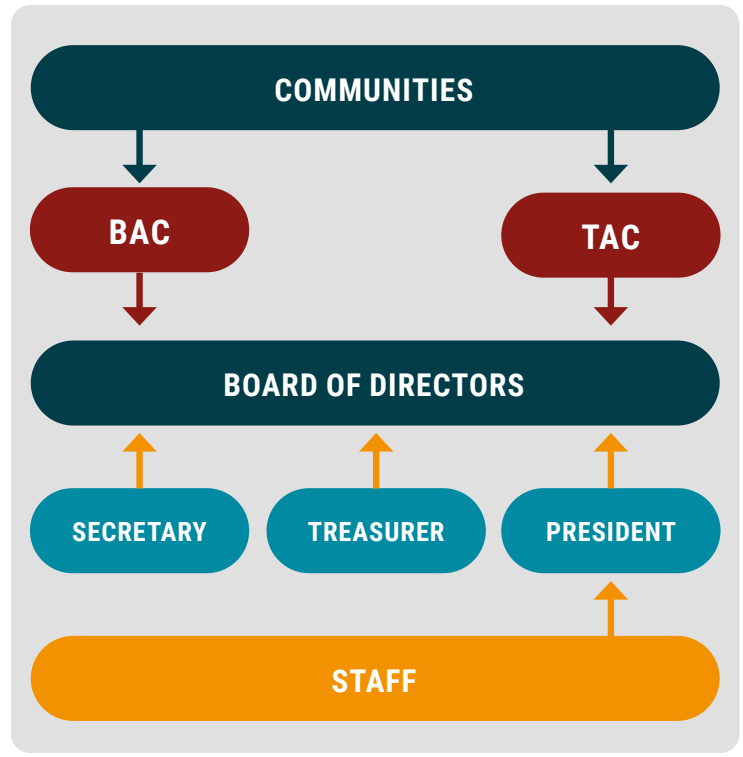 COMMUNITIES
BAC
TAC
BOARD OF DIRECTORS
SECRETARY
TREASURER
PRESIDENT
STAFF